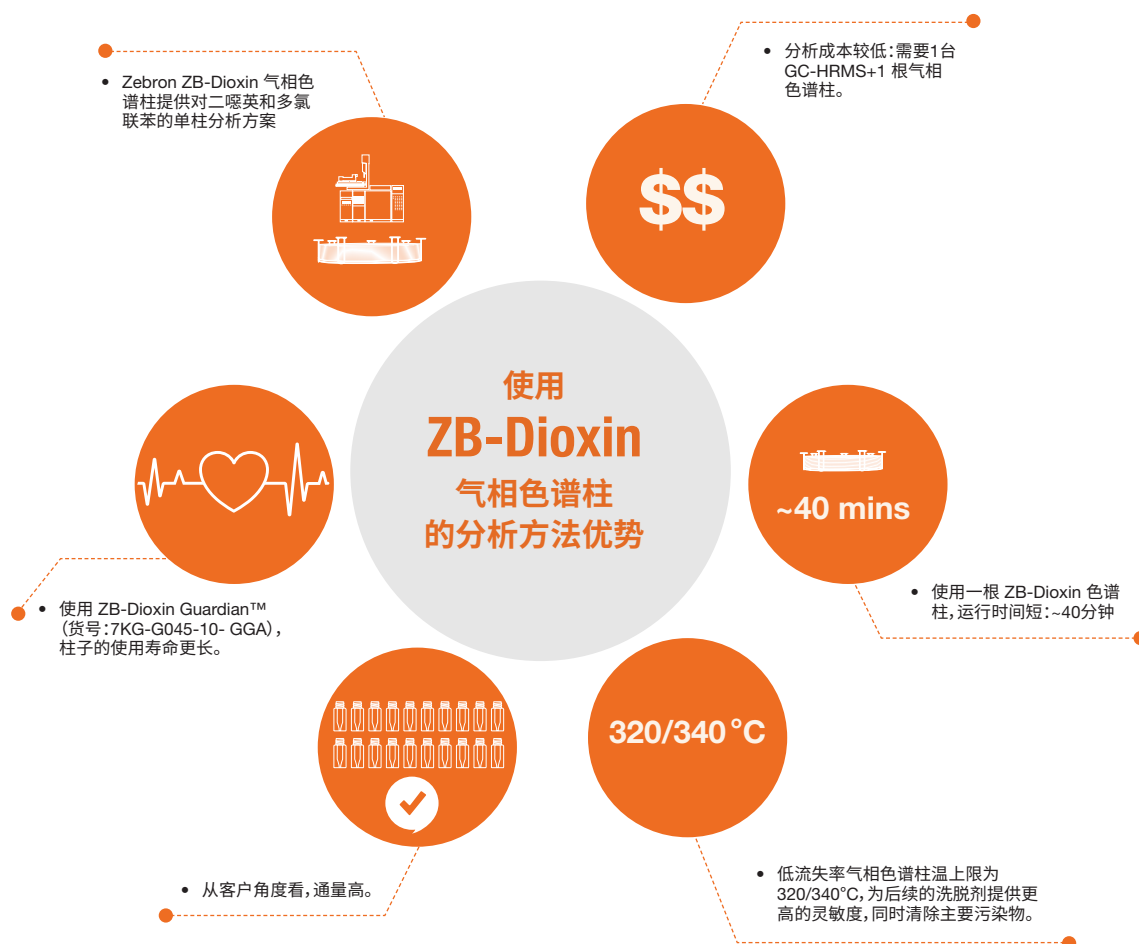 • Zebron ZB-Dioxin 气相色
谱柱提供对二噁英和多氯
联苯的单柱分析方案
• 分析成本较低：需要1台
GC-HRMS+1 根气相
色谱柱。
$$
使用
ZB-Dioxin
气相色谱柱
的分析方法优势
~40 mins
• 使用一根 ZB-Dioxin 色谱
柱，运行时间短：~40分钟
• 使用 ZB-Dioxin Guardian™
（货号：7KG-G045-10- GGA），
柱子的使用寿命更长。
320/340 °C
• 从客户角度看，通量高。
• 低流失率气相色谱柱温上限为
320/340°C，为后续的洗脱剂提供更
高的灵敏度，同时清除主要污染物。